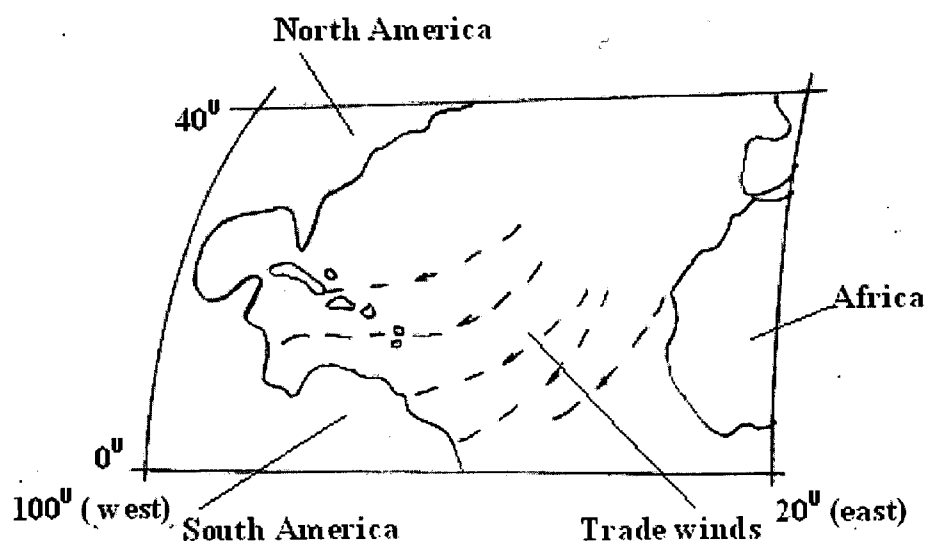 North America
40⁰
Africa
0⁰
100⁰ (west)
20⁰ (east)
South America
Trade winds